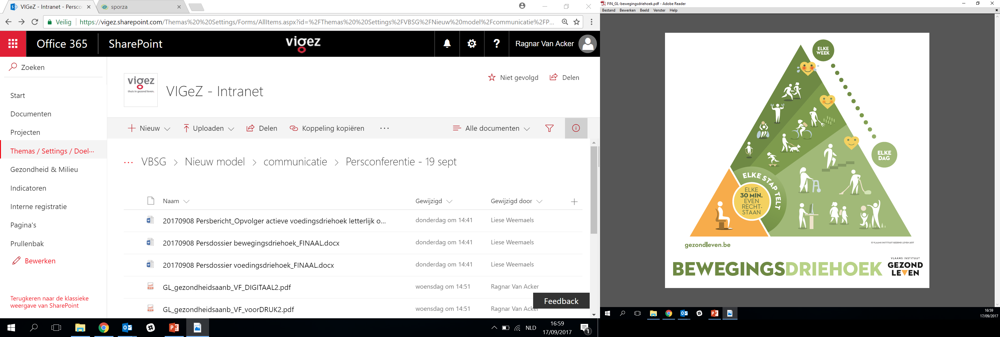 VIGeZ - Intranet - Persco
sporza
Veilig
https://vigez.sharepoint.com/Themas%20%20Settings/Forms/AllItems.aspx?id=%2FThemas%20%20Settings%2FVBSG%2FNieuw%20model%2Fcommunicatie%2FP...
Office 365
SharePoint
vigez
?
Ragnar Van Acker
Zoeken
Start
Documenten
Projecten
Themas / Settings / Doel...
Gezondheid & Milieu
Indicatoren
Interne registratie
Pagina's
Prullenbak
Bewerken
Terugkeren naar de klassieke
weergave van SharePoint
vigez
thuis in gezond leven.
VIGeZ - Intranet
Niet gevolgd
Delen
Nieuw
Uploaden
Delen
Koppeling kopiëren
...
Alle documenten
... VBSG > Nieuw model > communicatie > Persconferentie - 19 sept
Naam Gewijzigd Gewijzigd door
20170908 Persbericht_Opvolger actieve voedingsdriehoek letterlijk o... donderdag om 14:41 Liese Weemaels
20170908 Persdossier bewegingsdriehoek_FINAAL.docx donderdag om 14:41 Liese Weemaels
20170908 Persdossier voedingsdriehoek_FINAAL.docx donderdag om 14:41 Liese Weemaels
GL_gezondheidsaanb_VF_DIGITAAL2.pdf woensdag om 14:51 Ragnar Van Acker
GL_gezondheidsaanb_VF_voorDRUK2.pdf woensdag om 14:51 Ragnar Van Acker
Feedback
NLD
16:59
17/09/2017
1
FIN_GL-bewegingsdriehoek.pdf - Adobe Reader
Bestand Bewerken Beeld Venster Help
ELKE
WEEK
ELKE
DAG
ELKE STAP TELT
ELKE
30 MIN.
EVEN
RECHT-
STAAN
gezondleven.be
© VLAAMS INSTITUUT GEZOND LEVEN 2017
BEWEGINGSDRIEHOEK
VLAAMS INSTITUUT
GEZOND
LEVEN
16:59
17/09/2017